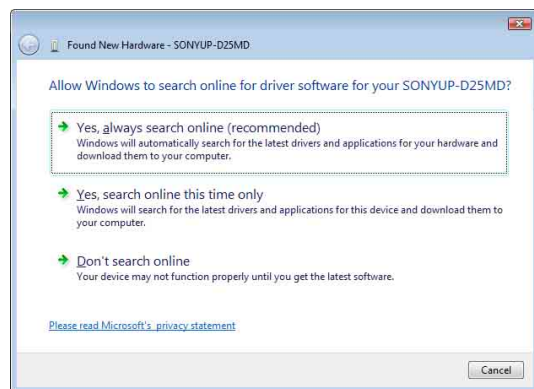 Found New Hardware - SONYUP-D25MD
Allow Windows to search online for driver software for your SONYUP-D25MD?
Yes, always search online (recommended)
Windows will automatically search for the latest drivers and applications for your hardware and
download them to your computer.
Yes, search online this time only
Windows will search for the latest drivers and applications for this device and download them to
your computer.
Don't search online
Your device may not function properly until you get the latest software.
Please read Microsoft's privacy statement
Cancel